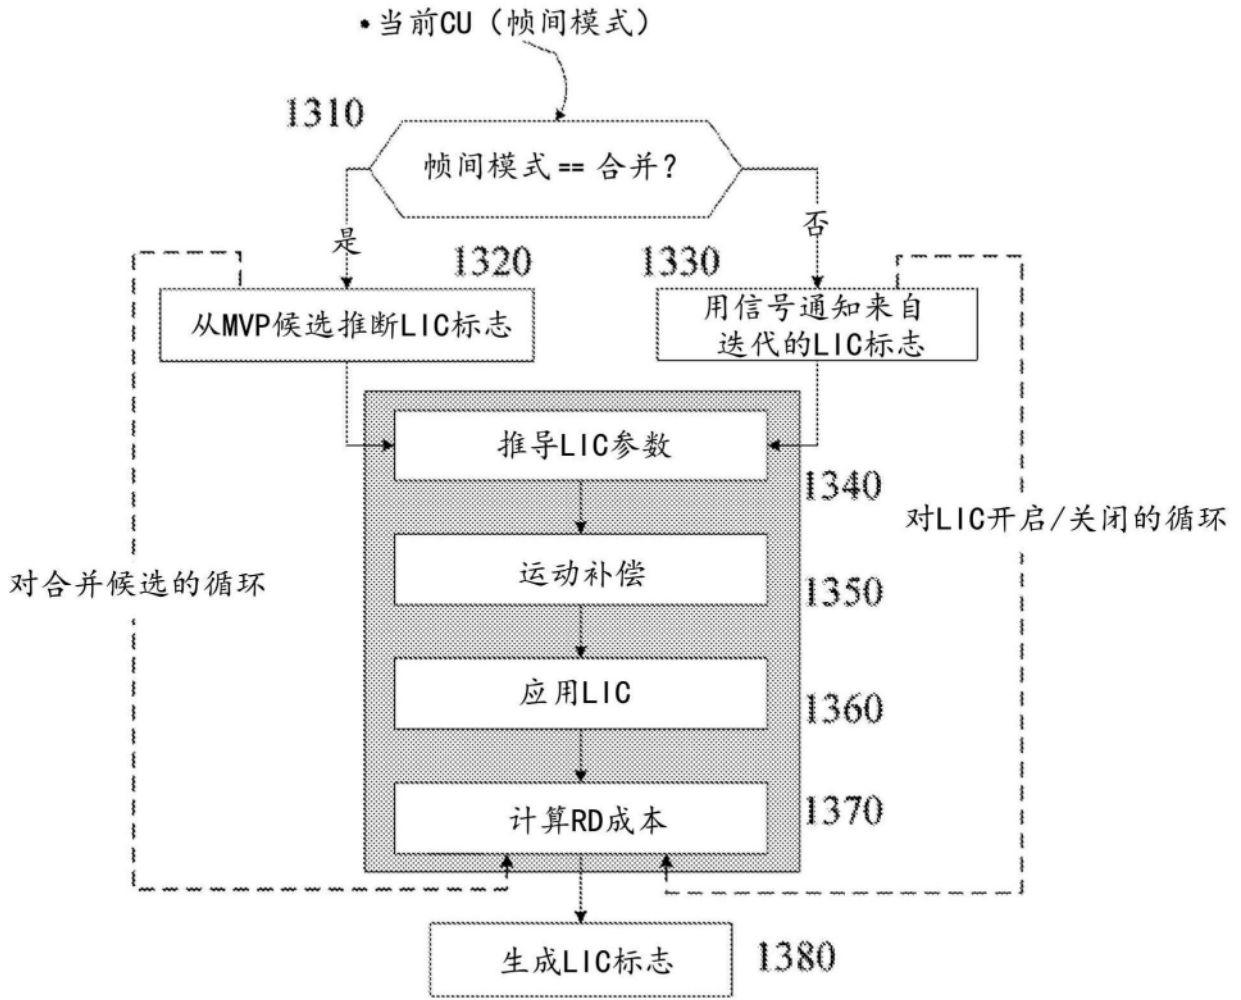 •当前CU（帧间模式）
1310
帧间模式 == 合并？
是
否
1320
1330
从MVP候选推断LIC标志
用信号通知来自
迭代的LIC标志
推导LIC参数
1340
对LIC开启/关闭的循环
对合并候选的循环
运动补偿
1350
应用LIC
1360
计算RD成本
1370
生成LIC标志
1380